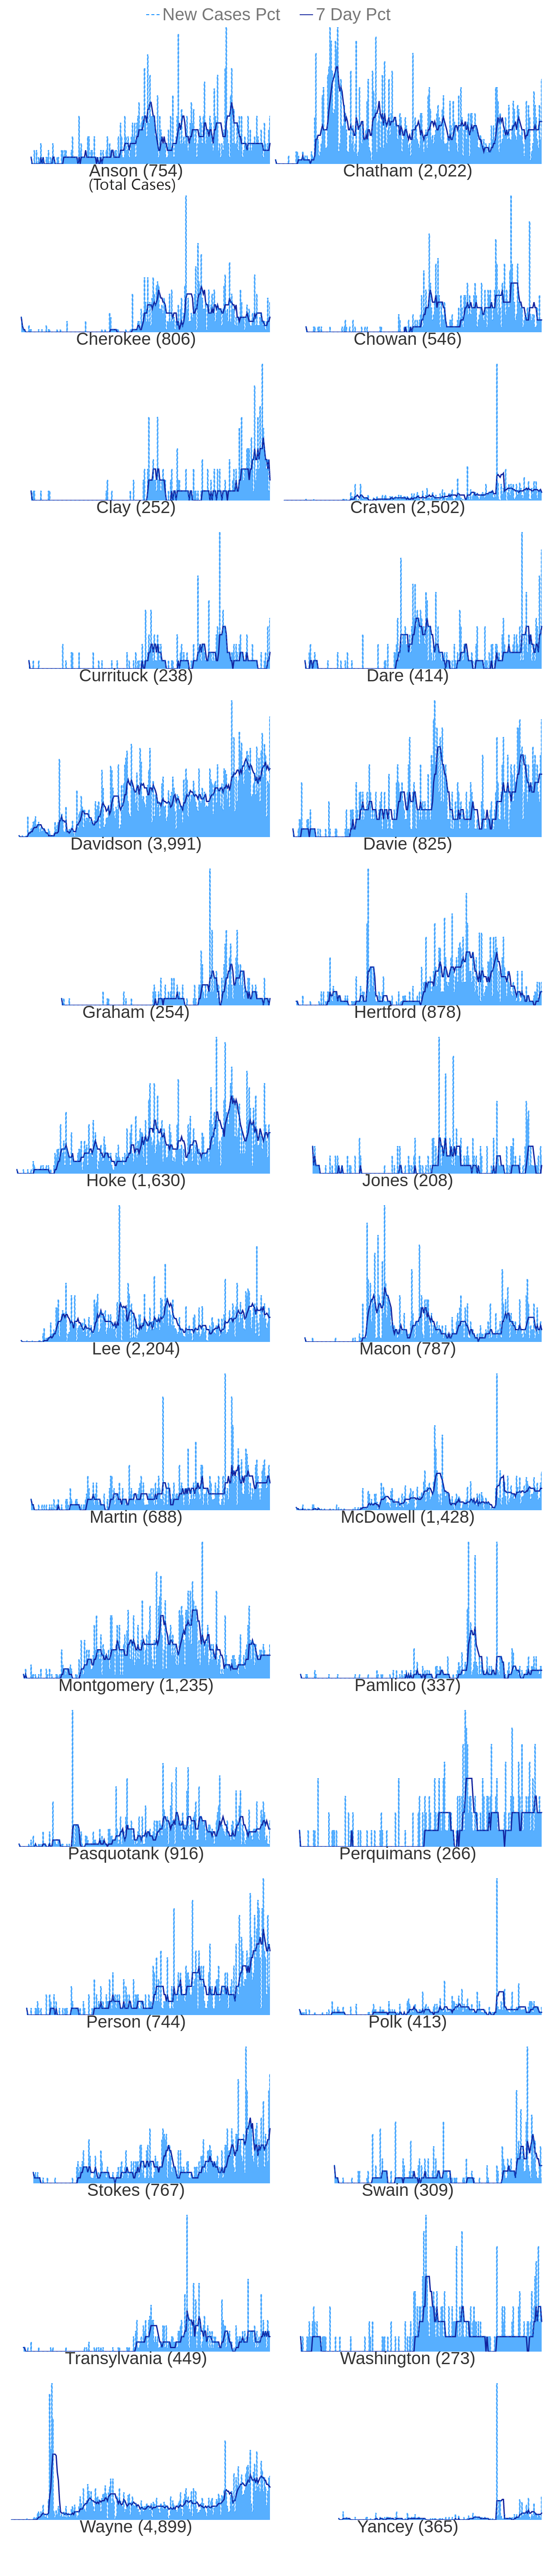 New Cases Pct 7 Day Pct
Anson (754) Chatham (2,022)
(Total Cases)
Cherokee (806) Chowan (546)
Clay (252) Craven (2,502)
Currituck (238) Dare (414)
Davidson (3,991) Davie (825)
Graham (254) Hertford (878)
Hoke (1,630) Jones (208)
Lee (2,204) Macon (787)
Martin (688) McDowell (1,428)
Montgomery (1,235) Pamlico (337)
Pasquotank (916) Perquimans (266)
Person (744) Polk (413)
Stokes (767) Swain (309)
Transylvania (449) Washington (273)
Wayne (4,899) Yancey (365)